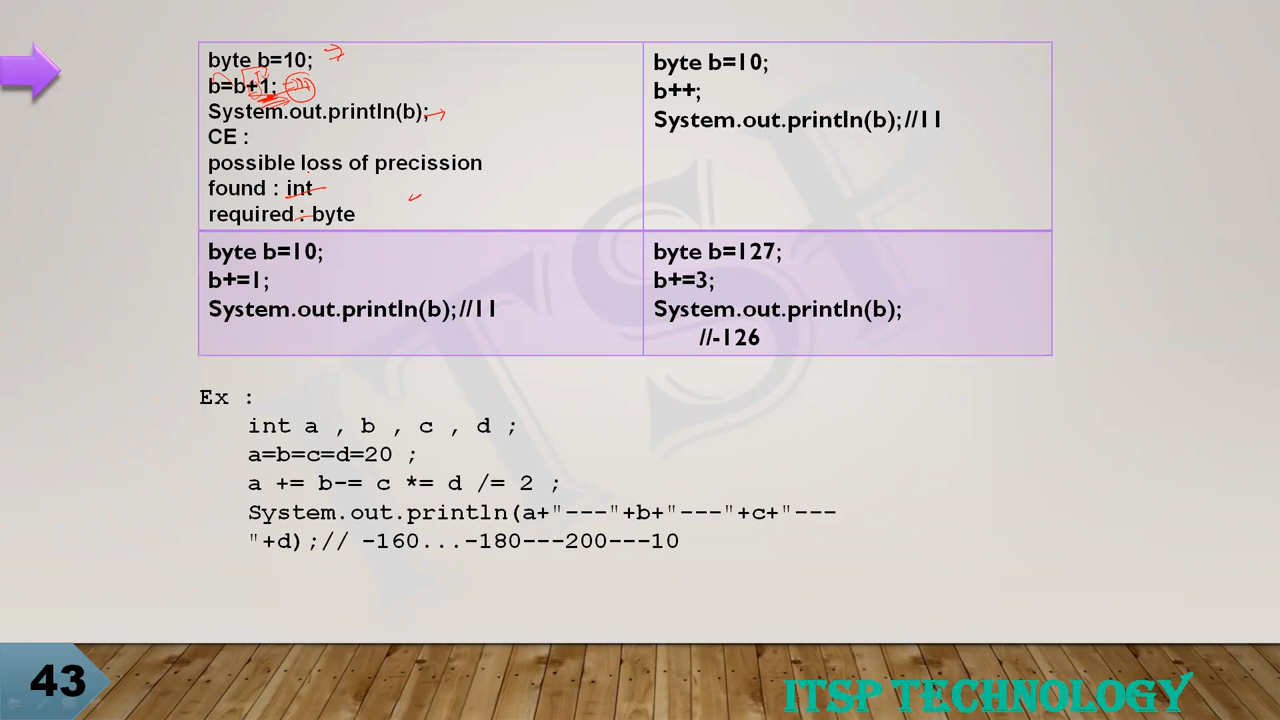 byte b=10;
b=b+1;
System.out.println(b);
CE :
possible loss of precission
found : int
required : byte
byte b=10;
b++;
System.out.println(b);//11
byte b=10;
b+=1;
System.out.println(b);//11
byte b=127;
b+=3;
System.out.println(b);
//-126
Ex :
int a , b , c , d ;
a=b=c=d=20 ;
a += b-= c *= d /= 2 ;
System.out.println(a+"---"+b+"---"+c+"---
"+d);// -160...-180---200---10
ITSP
43
ITSP TECHNOLOGY